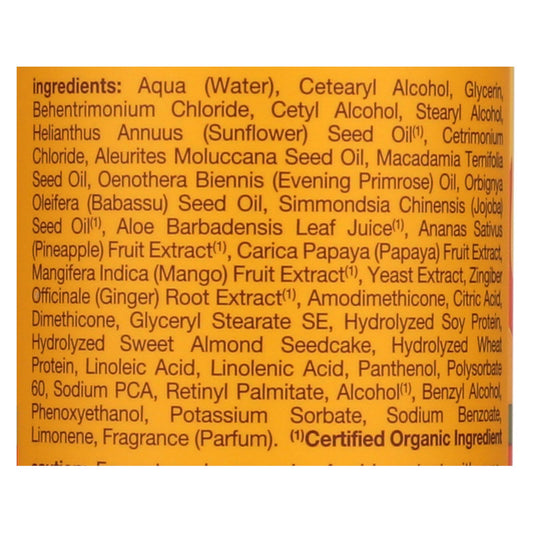 ingredients: Aqua (Water), Cetearyl Alcohol, Glycerin,
Behentrimonium Chloride, Cetyl Alcohol, Stearyl Alcohol,
Helianthus Annuus (Sunflower) Seed Oil⁽¹⁾, Cetrimonium
Chloride, Aleurites Moluccana Seed Oil, Macadamia Ternifolia
Seed Oil, Oenothera Biennis (Evening Primrose) Oil, Orbignya
Oleifera (Babassu) Seed Oil, Simmondsia Chinensis (Jojoba)
Seed Oil⁽¹⁾, Aloe Barbadensis Leaf Juice⁽¹⁾, Ananas Sativus
(Pineapple) Fruit Extract⁽¹⁾, Carica Papaya (Papaya) Fruit Extract,
Mangifera Indica (Mango) Fruit Extract⁽¹⁾, Yeast Extract, Zingiber
Officinale (Ginger) Root Extract⁽¹⁾, Amodimethicone, Citric Acid,
Dimethicone, Glyceryl Stearate SE, Hydrolyzed Soy Protein,
Hydrolyzed Sweet Almond Seedcake, Hydrolyzed Wheat
Protein, Linoleic Acid, Linolenic Acid, Panthenol, Polysorbate
60, Sodium PCA, Retinyl Palmitate, Alcohol⁽¹⁾, Benzyl Alcohol,
Phenoxyethanol, Potassium Sorbate, Sodium Benzoate,
Limonene, Fragrance (Parfum). ⁽¹⁾Certified Organic Ingredient